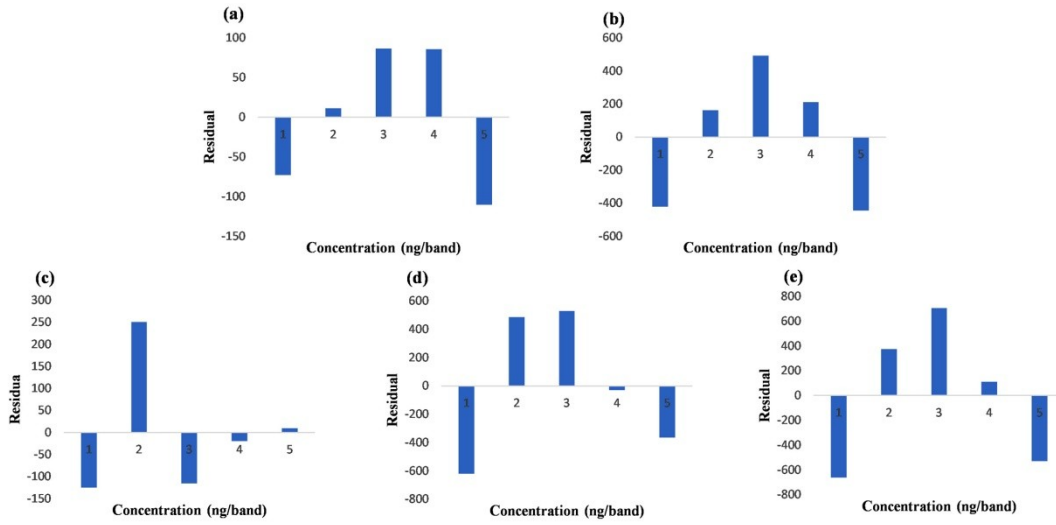 (a)
100
50
0
-50
-100
-150
Residual
1 2 3 4 5
Concentration (ng/band)
(b)
600
400
200
0
-200
-400
-600
Residual
1 2 3 4 5
Concentration (ng/band)
(c)
300
250
200
150
100
50
0
-50
-100
-150
Residua
1 2 3 4 5
Concentration (ng/band)
(d)
600
400
200
0
-200
-400
-600
-800
Residual
1 2 3 4 5
Concentration (ng/band)
(e)
800
600
400
200
0
-200
-400
-600
-800
Residual
1 2 3 4 5
Concentration (ng/band)